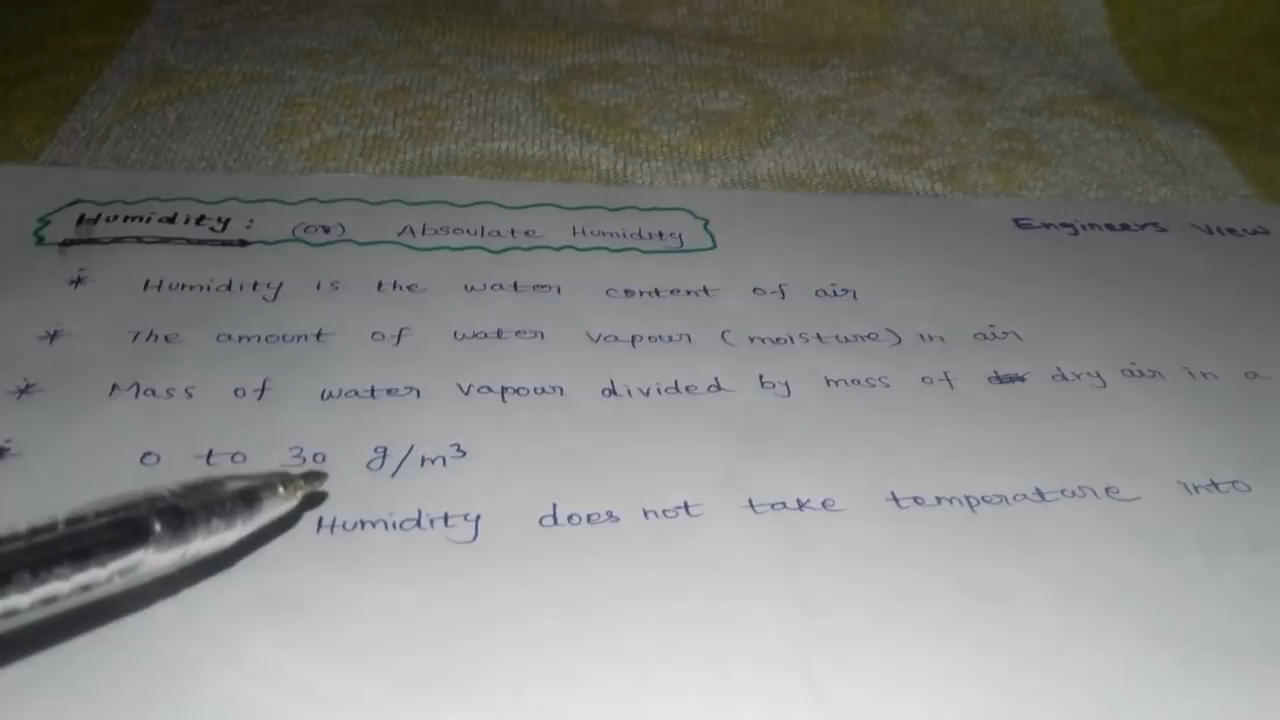 Humidity: (or) Absoulate Humidity
Engineers View
* Humidity is the water content of air
* The amount of water vapour (moisture) in air
* Mass of water vapour divided by mass of dry air in a
* 0 to 30 g/m³
Humidity does not take temperature into